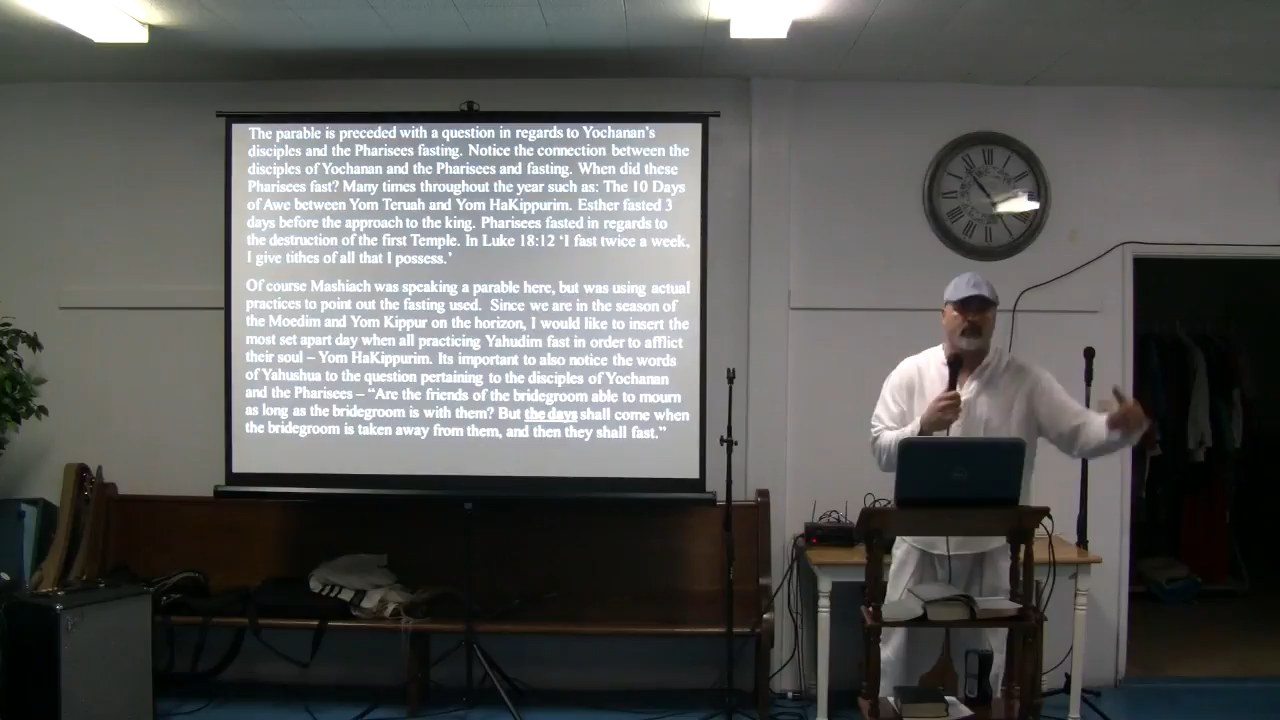 The parable is preceded with a question in regards to Yochanan's
disciples and the Pharisees fasting. Notice the connection between the
disciples of Yochanan and the Pharisees and fasting. When did these
Pharisees fast? Many times throughout the year such as: The 10 Days
of Awe between Yom Teruah and Yom HaKippurim. Esther fasted 3
days before the approach to the king. Pharisees fasted in regards to
the destruction of the first Temple. In Luke 18:12 'I fast twice a week,
I give tithes of all that I possess.'
Of course Mashiach was speaking a parable here, but was using actual
practices to point out the fasting used. Since we are in the season of
the Moedim and Yom Kippur on the horizon, I would like to insert the
most set apart day when all practicing Yahudim fast in order to afflict
their soul – Yom HaKippurim. Its important to also notice the words
of Yahushua to the question pertaining to the disciples of Yochanan
and the Pharisees – "Are the friends of the bridegroom able to mourn
as long as the bridegroom is with them? But the days shall come when
the bridegroom is taken away from them, and then they shall fast."